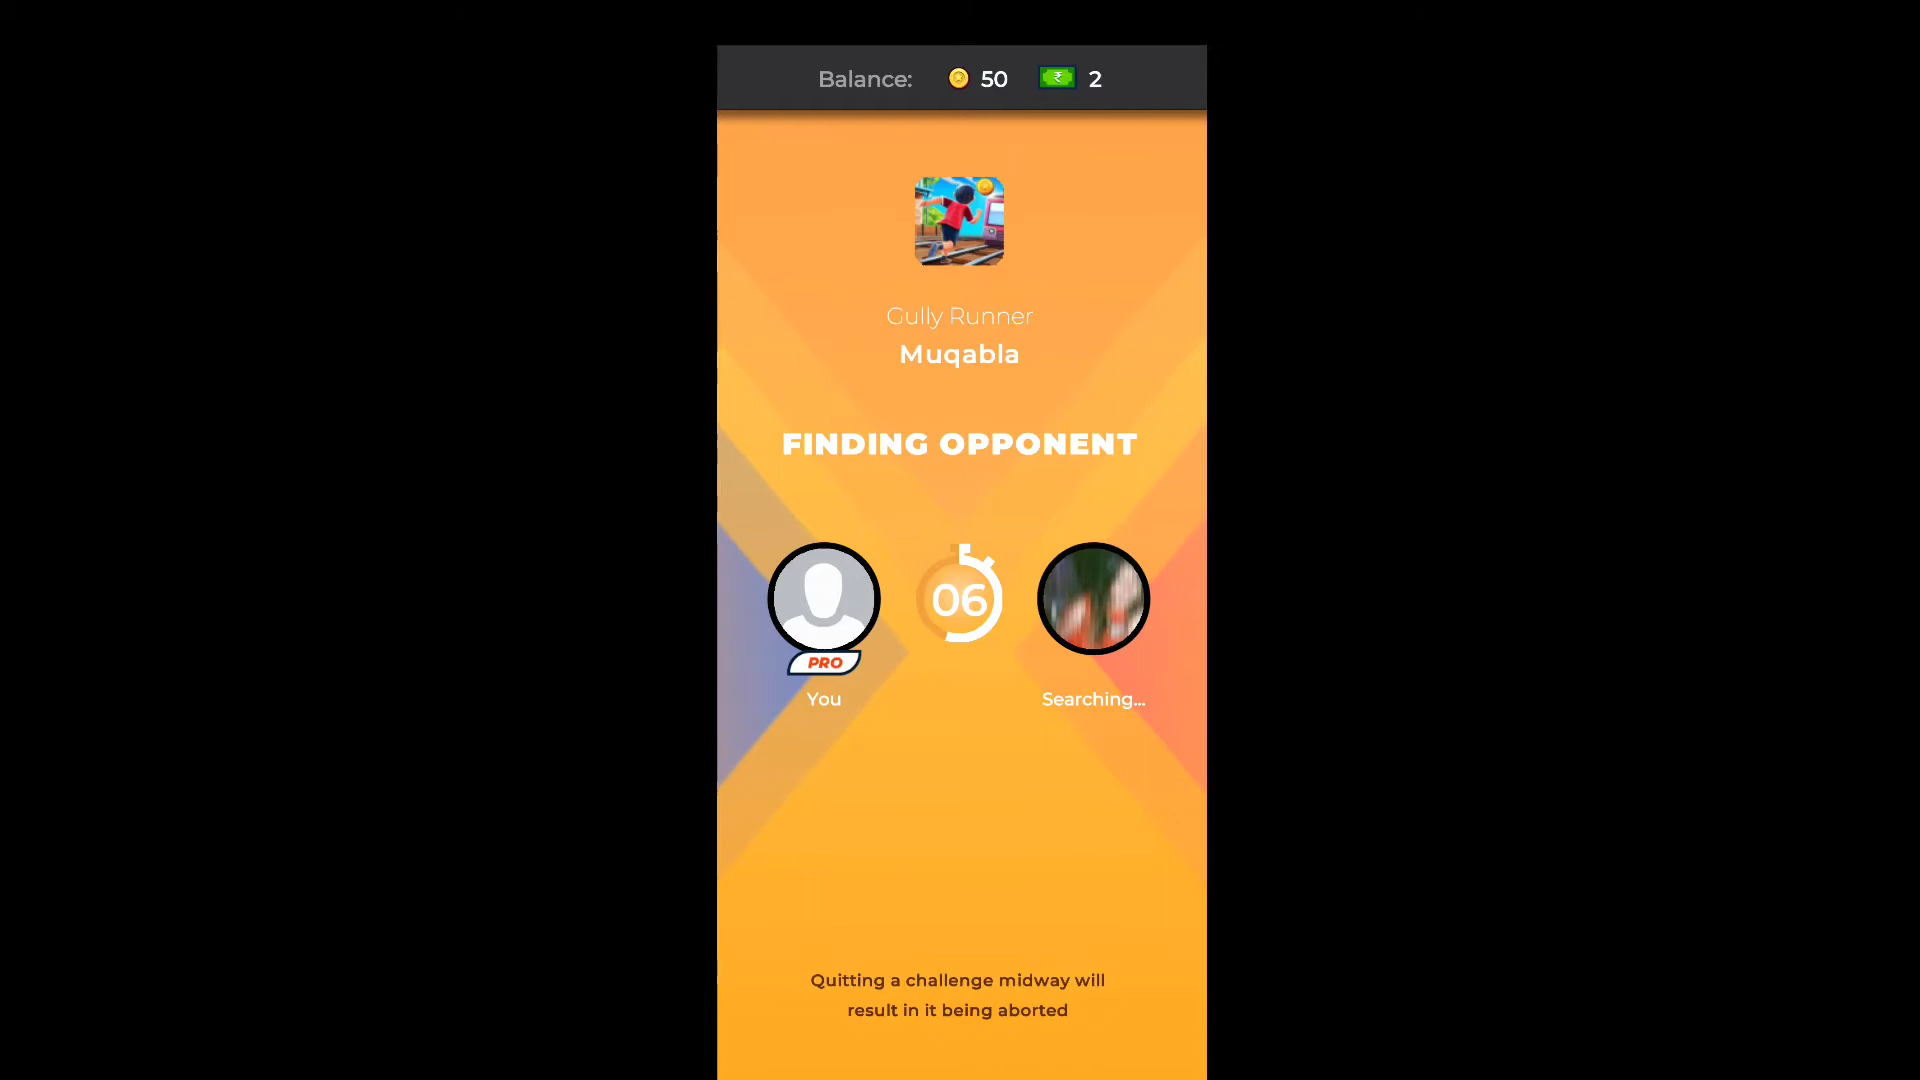 Balance: 50 ₹ 2
Gully Runner
Muqabla
FINDING OPPONENT
06
PRO
You
Searching...
Quitting a challenge midway will
result in it being aborted